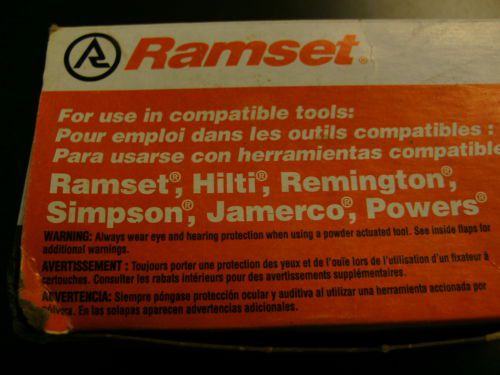 Ramset®
For use in compatible tools:
Pour emploi dans les outils compatibles :
Para usarse con herramientas compatible
Ramset®, Hilti®, Remington®,
Simpson®, Jamerco®, Powers®
WARNING: Always wear eye and hearing protection when using a powder actuated tool. See inside flaps for
additional warnings.
AVERTISSEMENT : Toujours porter une protection des yeux et de l'ouïe lors de l'utilisation d'un fixateur à
cartouches. Consulter les rabats intérieurs pour des avertissements supplémentaires.
ADVERTENCIA: Siempre póngase protección ocular y auditiva al utilizar una herramienta accionada por
pólvora. En las solapas aparecen advertencias adicionales.